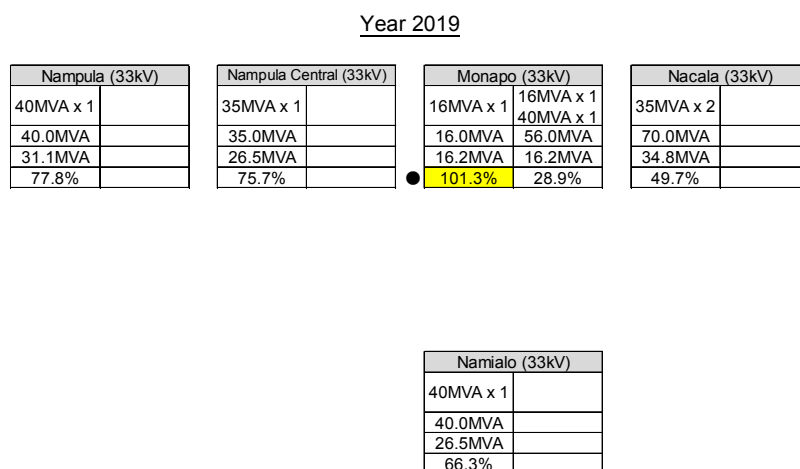 Year 2019
Nampula (33kV)
40MVA x 1
40.0MVA
31.1MVA
77.8%
Nampula Central (33kV)
35MVA x 1
35.0MVA
26.5MVA
75.7%
Monapo (33kV)
16MVA x 1 16MVA x 1
40MVA x 1
16.0MVA 56.0MVA
16.2MVA 16.2MVA
101.3% 28.9%
Nacala (33kV)
35MVA x 2
70.0MVA
34.8MVA
49.7%
Namialo (33kV)
40MVA x 1
40.0MVA
26.5MVA
66.3%